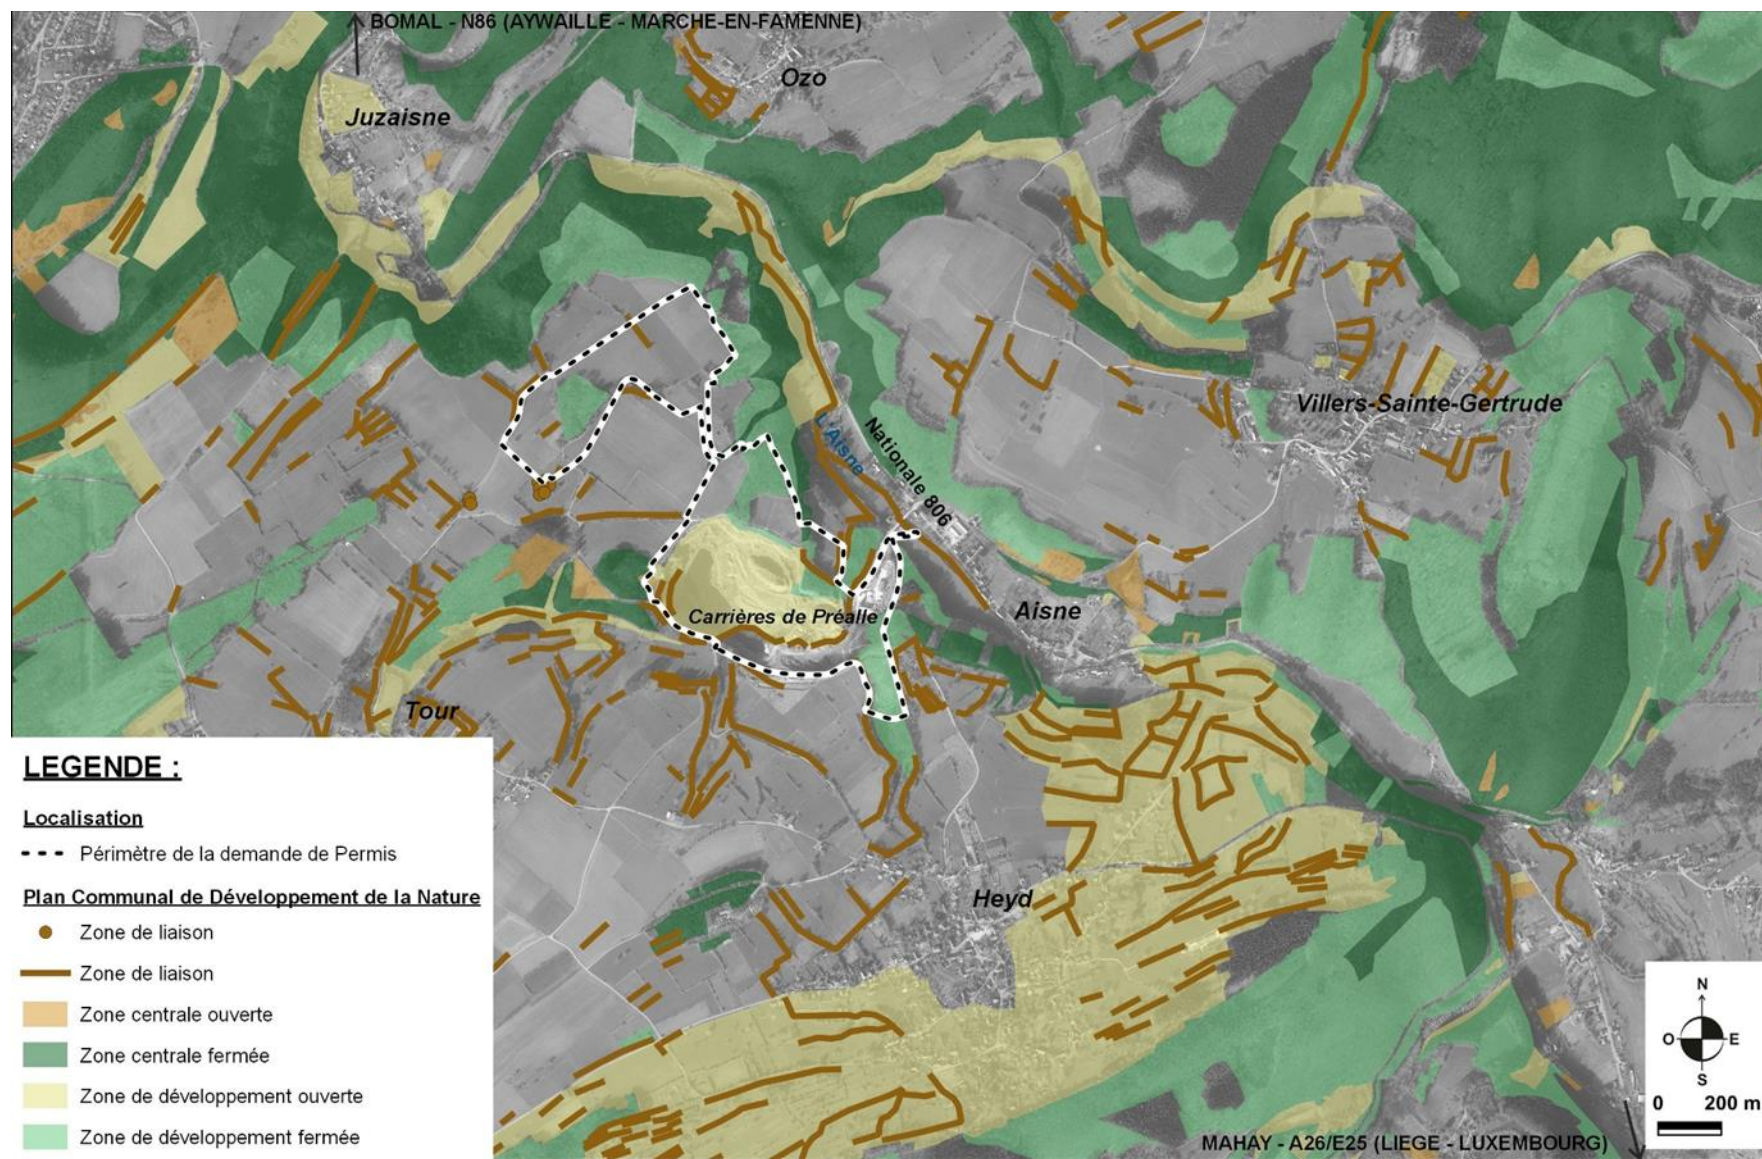 BOMAL - N86 (AYWAILLE - MARCHE-EN-FAMENNE)
Ozo
Juzaisne
Villers-Sainte-Gertrude
L'Aisne
Nationale 806
Aisne
Carrières de Préalle
Tour
Heyd
LEGENDE :
Localisation
Périmètre de la demande de Permis
Plan Communal de Développement de la Nature
Zone de liaison
Zone de liaison
Zone centrale ouverte
Zone centrale fermée
Zone de développement ouverte
Zone de développement fermée
N
O E
S
0 200 m
MAHAY - A26/E25 (LIEGE - LUXEMBOURG)